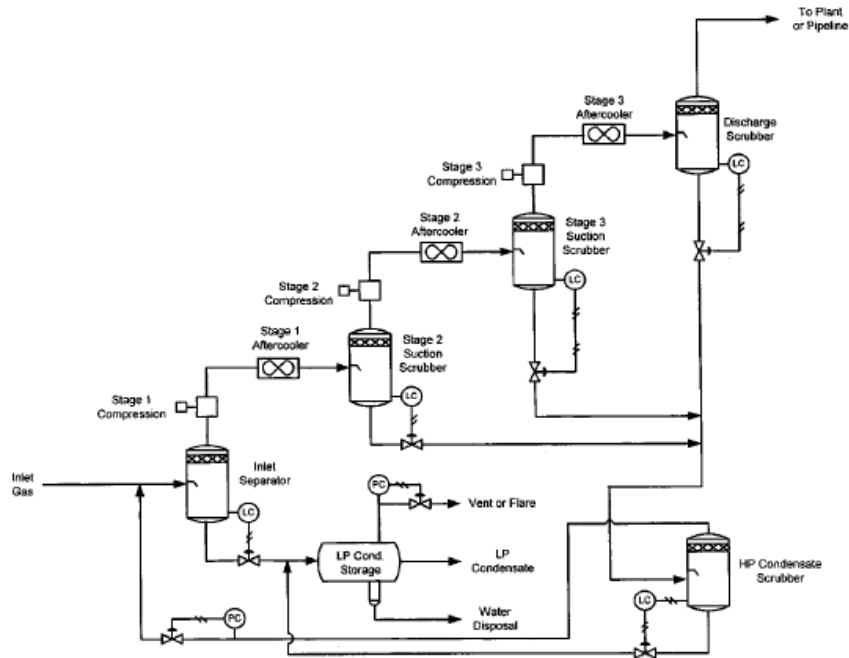 To Plant
or Pipeline
Stage 3
Aftercooler
Discharge
Scrubber
LC
Stage 3
Compression
Stage 2
Aftercooler
Stage 3
Suction
Scrubber
LC
Stage 2
Compression
Stage 1
Aftercooler
Stage 2
Suction
Scrubber
LC
Stage 1
Compression
Inlet
Gas
Inlet
Separator
LC
PC
Vent or Flare
LP Cond.
Storage
LP
Condensate
HP Condensate
Scrubber
LC
Water
Disposal
PC